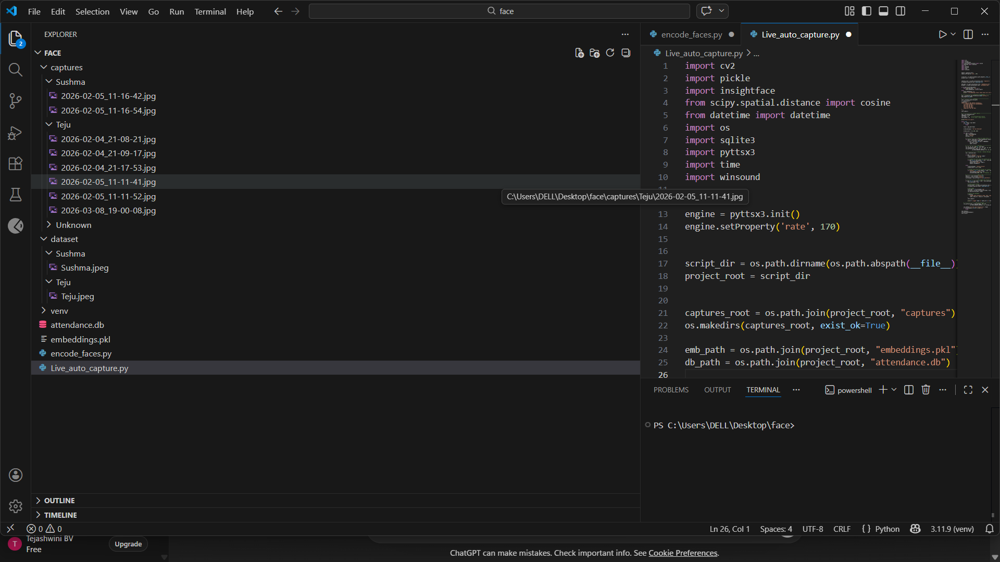 File Edit Selection View Go Run Terminal Help
face
EXPLORER
FACE
captures
Sushma
2026-02-05_11-16-42.jpg
2026-02-05_11-16-54.jpg
Teju
2026-02-04_21-08-21.jpg
2026-02-04_21-09-17.jpg
2026-02-04_21-17-53.jpg
2026-02-05_11-11-41.jpg
2026-02-05_11-11-52.jpg
2026-03-08_19-00-08.jpg
Unknown
dataset
Sushma
Sushma.jpeg
Teju
Teju.jpeg
venv
attendance.db
embeddings.pkl
encode_faces.py
Live_auto_capture.py
OUTLINE
TIMELINE
2
encode_faces.py
Live_auto_capture.py
Live_auto_capture.py > ...
1 import cv2
2 import pickle
3 import insightface
4 from scipy.spatial.distance import cosine
5 from datetime import datetime
6 import os
7 import sqlite3
8 import pyttsx3
9 import time
10 import winsound
C:\Users\DELL\Desktop\face\captures\Teju\2026-02-05_11-11-41.jpg
13 engine = pyttsx3.init()
14 engine.setProperty('rate', 170)
15
16
17 script_dir = os.path.dirname(os.path.abspath(__file__))
18 project_root = script_dir
19
20
21 captures_root = os.path.join(project_root, "captures")
22 os.makedirs(captures_root, exist_ok=True)
23
24 emb_path = os.path.join(project_root, "embeddings.pkl")
25 db_path = os.path.join(project_root, "attendance.db")
26
PROBLEMS OUTPUT TERMINAL
powershell
PS C:\Users\DELL\Desktop\face>
0 0
Ln 26, Col 1 Spaces: 4 UTF-8 CRLF {} Python 3.11.9 (venv)
T
Tejashwini BV
Free
Upgrade
ChatGPT can make mistakes. Check important info. See Cookie Preferences.